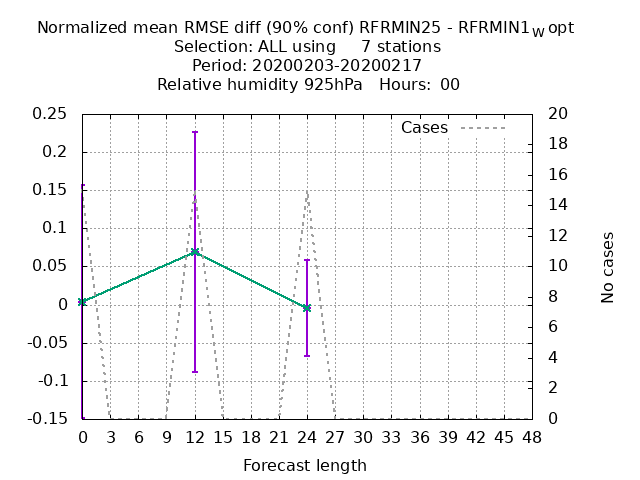 Normalized mean RMSE diff (90% conf) RFRMIN25 - RFRMIN1w opt
Selection: ALL using 7 stations
Period: 20200203-20200217
Relative humidity 925hPa Hours: 00
Cases
0.25
0.2
0.15
0.1
0.05
0
-0.05
-0.1
-0.15
20
18
16
14
12
10
8
6
4
2
0
No cases
0 3 6 9 12 15 18 21 24 27 30 33 36 39 42 45 48
Forecast length